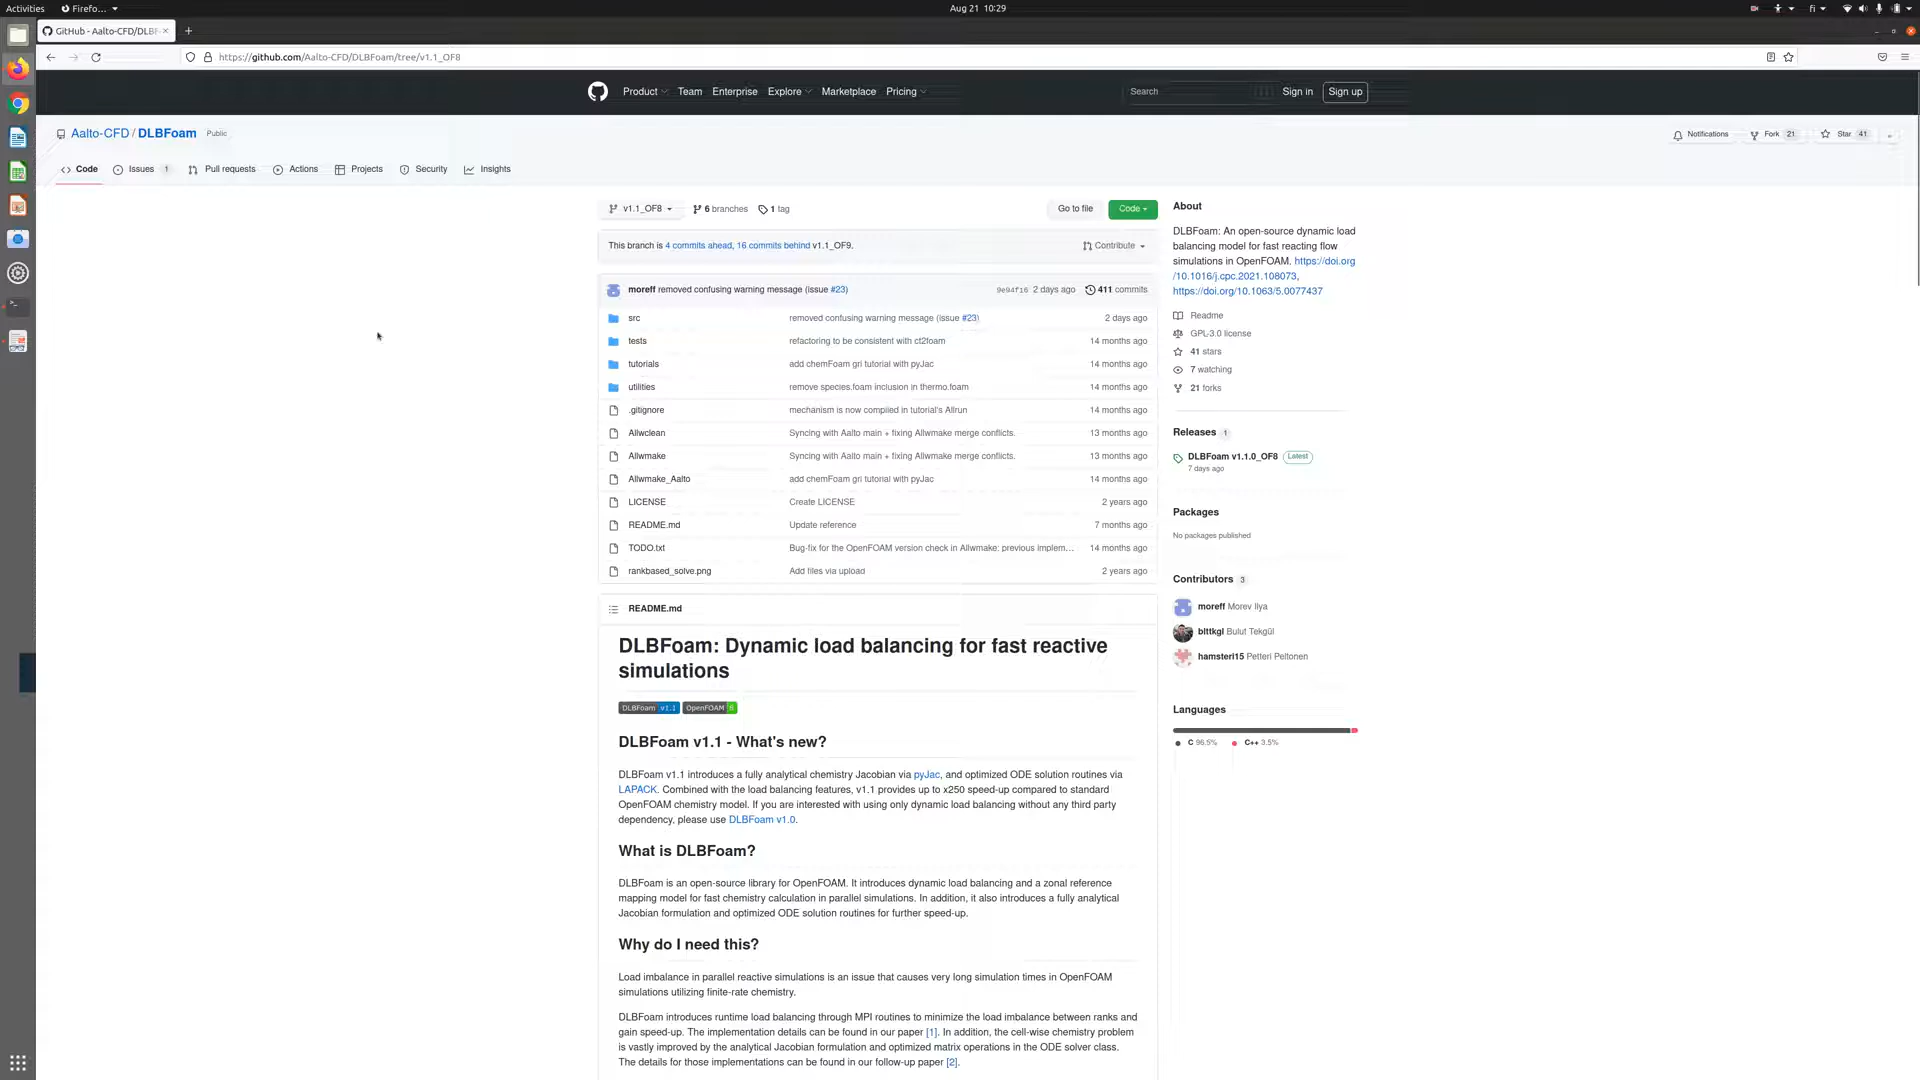 Activities
Firefo...
Aug 21 10:29
fi
GitHub - Aalto-CFD/DLBF
https://github.com/Aalto-CFD/DLBFoam/tree/v1.1_OF8
Product
Team
Enterprise
Explore
Marketplace
Pricing
Search
Sign in
Sign up
Aalto-CFD / DLBFoam
Public
Notifications
Fork 21
Star 41
Code
Issues 1
Pull requests
Actions
Projects
Security
Insights
v1.1_OF8
6 branches
1 tag
Go to file
Code
This branch is 4 commits ahead, 16 commits behind v1.1_OF9.
Contribute
moreff removed confusing warning message (issue #23)
9e94f16 2 days ago
411 commits
src removed confusing warning message (issue #23) 2 days ago
tests refactoring to be consistent with ct2foam 14 months ago
tutorials add chemFoam gri tutorial with pyJac 14 months ago
utilities remove species.foam inclusion in thermo.foam 14 months ago
.gitignore mechanism is now compiled in tutorial's Allrun 14 months ago
Allwclean Syncing with Aalto main + fixing Allwmake merge conflicts. 13 months ago
Allwmake Syncing with Aalto main + fixing Allwmake merge conflicts. 13 months ago
Allwmake_Aalto add chemFoam gri tutorial with pyJac 14 months ago
LICENSE Create LICENSE 2 years ago
README.md Update reference 7 months ago
TODO.txt Bug-fix for the OpenFOAM version check in Allwmake: previous implem... 14 months ago
rankbased_solve.png Add files via upload 2 years ago
README.md
DLBFoam: Dynamic load balancing for fast reactive
simulations
DLBFoam v1.1 OpenFOAM 8
DLBFoam v1.1 - What's new?
DLBFoam v1.1 introduces a fully analytical chemistry Jacobian via pyJac, and optimized ODE solution routines via
LAPACK. Combined with the load balancing features, v1.1 provides up to x250 speed-up compared to standard
OpenFOAM chemistry model. If you are interested with using only dynamic load balancing without any third party
dependency, please use DLBFoam v1.0.
What is DLBFoam?
DLBFoam is an open-source library for OpenFOAM. It introduces dynamic load balancing and a zonal reference
mapping model for fast chemistry calculation in parallel simulations. In addition, it also introduces a fully analytical
Jacobian formulation and optimized ODE solution routines for further speed-up.
Why do I need this?
Load imbalance in parallel reactive simulations is an issue that causes very long simulation times in OpenFOAM
simulations utilizing finite-rate chemistry.
DLBFoam introduces runtime load balancing through MPI routines to minimize the load imbalance between ranks and
gain speed-up. The implementation details can be found in our paper [1]. In addition, the cell-wise chemistry problem
is vastly improved by the analytical Jacobian formulation and optimized matrix operations in the ODE solver class.
The details for those implementations can be found in our follow-up paper [2].
About
DLBFoam: An open-source dynamic load
balancing model for fast reacting flow
simulations in OpenFOAM. https://doi.org
/10.1016/j.cpc.2021.108073,
https://doi.org/10.1063/5.0077437
Readme
GPL-3.0 license
41 stars
7 watching
21 forks
Releases 1
DLBFoam v1.1.0_OF8 Latest
7 days ago
Packages
No packages published
Contributors 3
moreff Morev Ilya
blttkgl Bulut Tekgül
hamsteri15 Petteri Peltonen
Languages
C 96.5%
C++ 3.5%